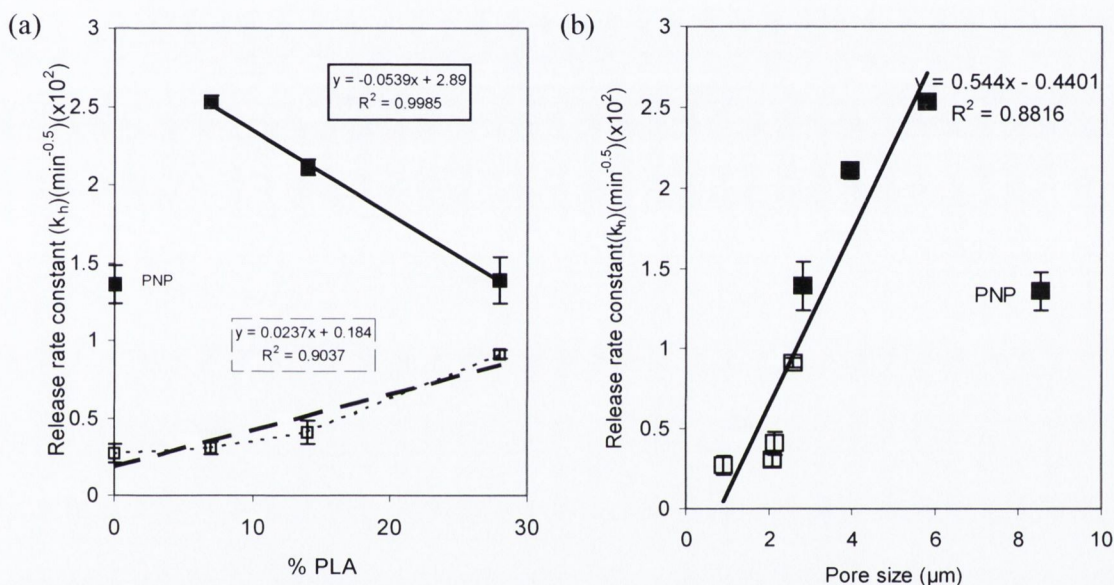 (a)
Release rate constant (kh)(min-0.5)(x10²)
3
2.5
2
1.5
1
0.5
0
y = -0.0539x + 2.89
R² = 0.9985
PNP
y = 0.0237x + 0.184
R² = 0.9037
0 10 20 30
% PLA
(b)
Release rate constant(kh)(min-0.5)(x10²)
3
2.5
2
1.5
1
0.5
0
y = 0.544x - 0.4401
R² = 0.8816
PNP
0 2 4 6 8 10
Pore size (µm)